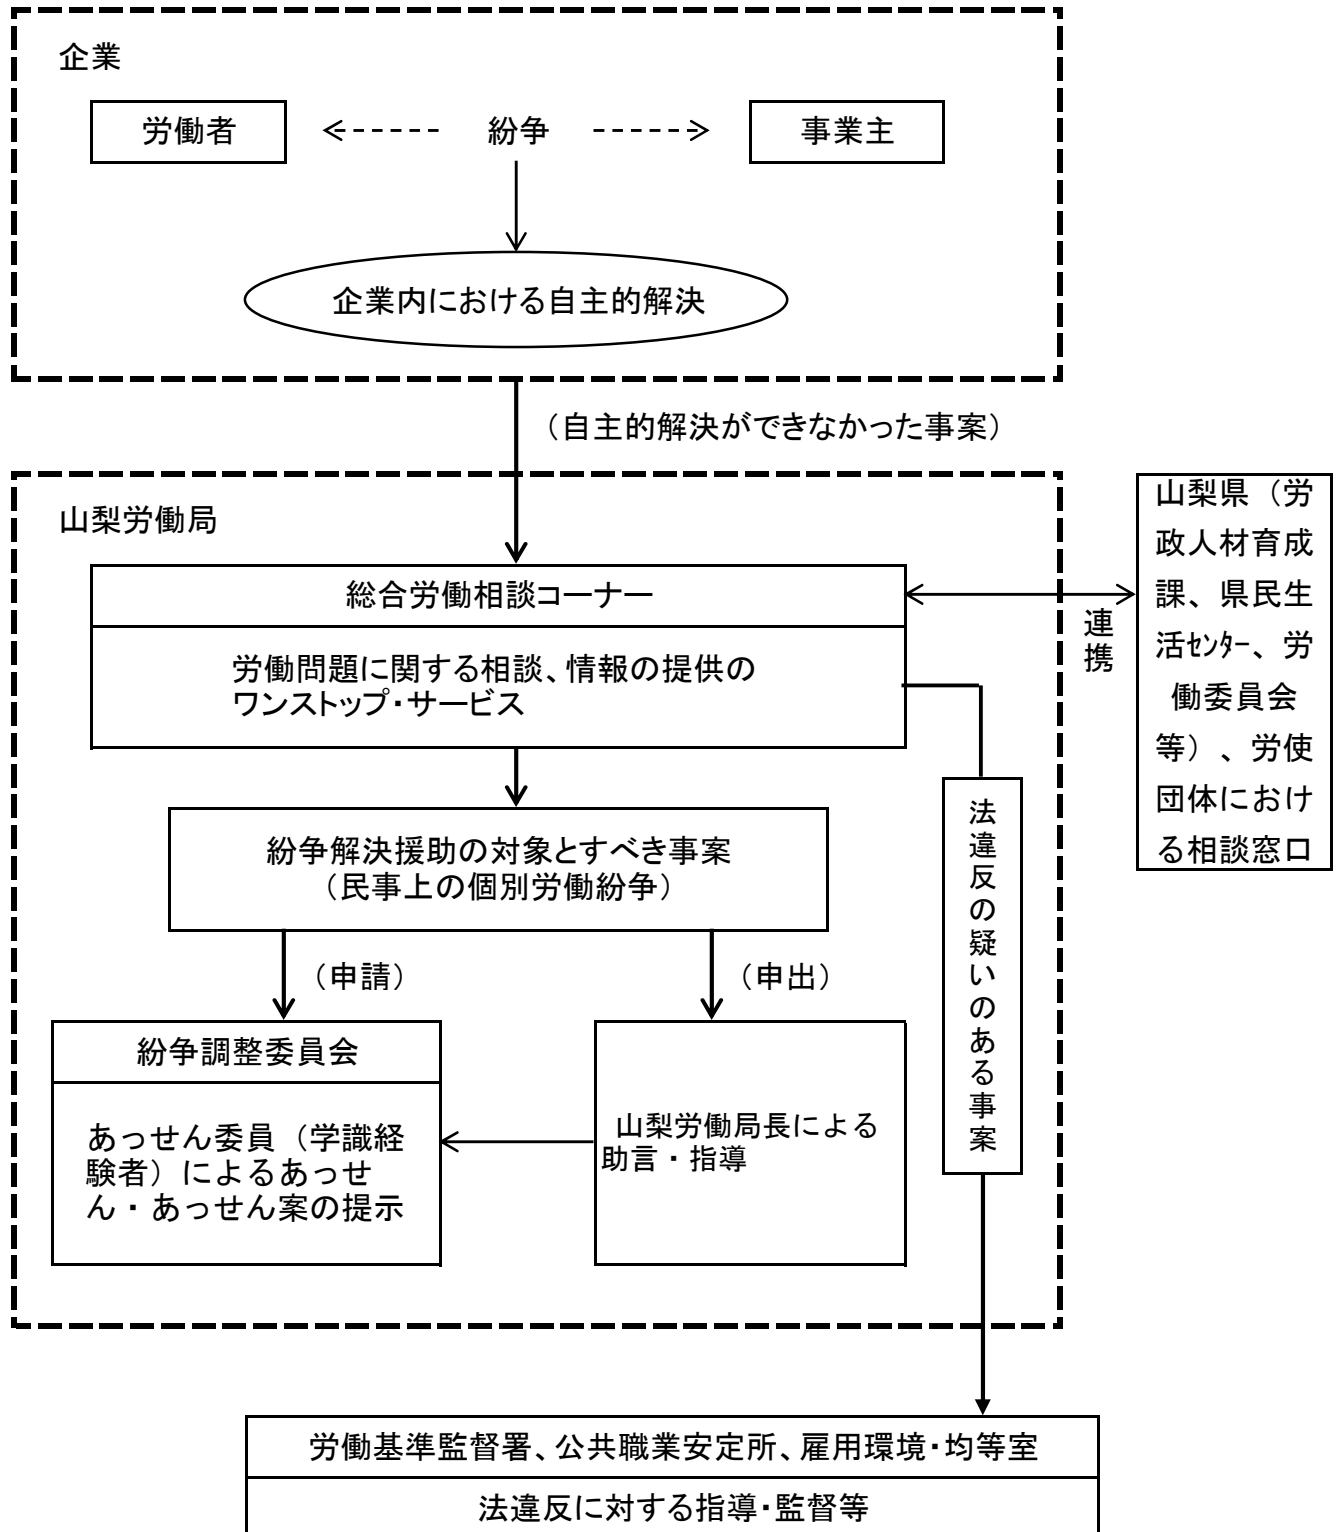 企業
労働者
紛争
事業主
企業内における自主的解決
（自主的解決ができなかった事案）
山梨労働局
総合労働相談コーナー
労働問題に関する相談、情報の提供の
ワンストップ・サービス
連携
山梨県（労
政人材育成
課、県民生
活ｾﾝﾀｰ、労
働委員会
等）、労使
団体におけ
る相談窓口
紛争解決援助の対象とすべき事案
（民事上の個別労働紛争）
法違反の疑いのある事案
（申請）
（申出）
紛争調整委員会
あっせん委員（学識経
験者）によるあっせ
ん・あっせん案の提示
山梨労働局長による
助言・指導
労働基準監督署、公共職業安定所、雇用環境・均等室
法違反に対する指導・監督等